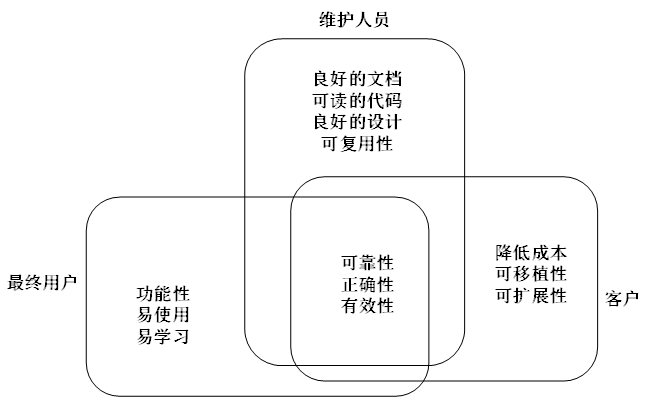 维护人员
良好的文档
可读的代码
良好的设计
可复用性
最终用户
功能性
易使用
易学习
可靠性
正确性
有效性
降低成本
可移植性
可扩展性
客户